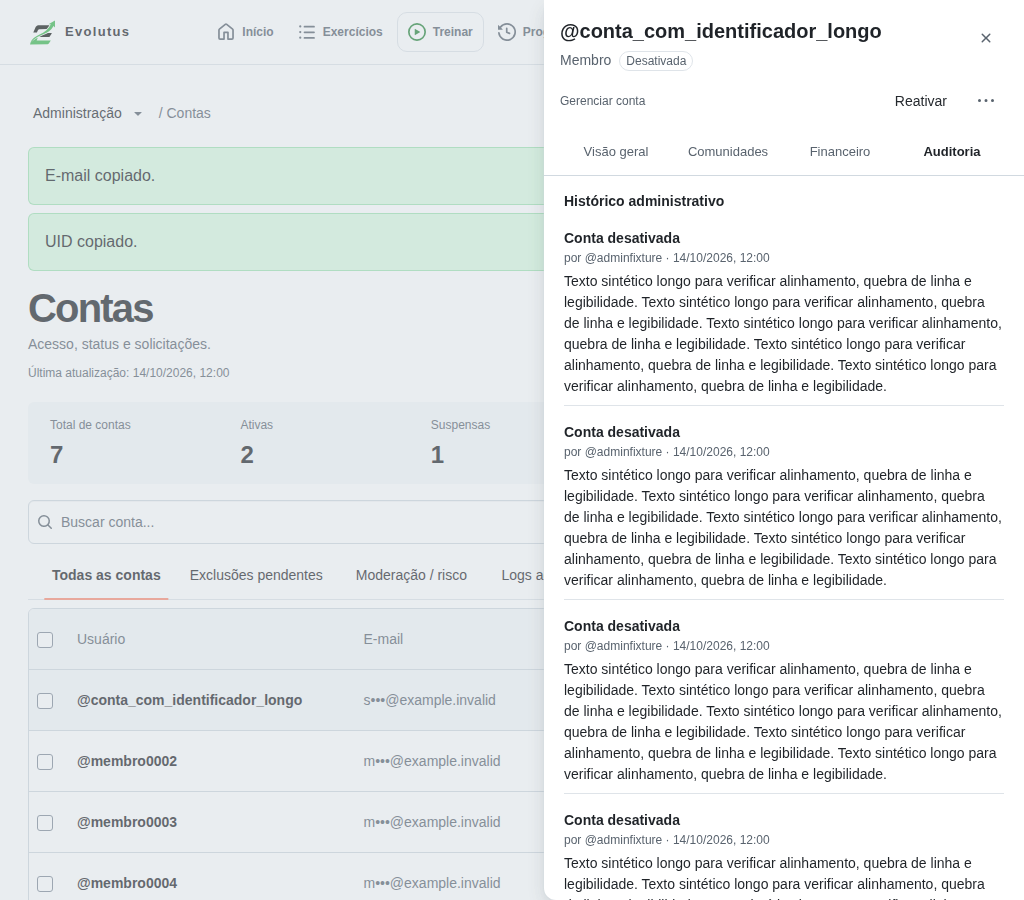 Evolutus
Início
Exercícios
Treinar
Administração / Contas
E-mail copiado.
UID copiado.
Contas
Acesso, status e solicitações.
Última atualização: 14/10/2026, 12:00
Total de contas
7
Ativas
2
Suspensas
1
Buscar conta...
Todas as contas
Exclusões pendentes
Moderação / risco
Logs a
Usuário
E-mail
@conta_com_identificador_longo
s•••@example.invalid
@membro0002
m•••@example.invalid
@membro0003
m•••@example.invalid
@membro0004
m•••@example.invalid
@conta_com_identificador_longo
Membro
Desativada
Gerenciar conta
Reativar
Visão geral
Comunidades
Financeiro
Auditoria
Histórico administrativo
Conta desativada
por @adminfixture · 14/10/2026, 12:00
Texto sintético longo para verificar alinhamento, quebra de linha e
legibilidade. Texto sintético longo para verificar alinhamento, quebra
de linha e legibilidade. Texto sintético longo para verificar alinhamento,
quebra de linha e legibilidade. Texto sintético longo para verificar
alinhamento, quebra de linha e legibilidade. Texto sintético longo para
verificar alinhamento, quebra de linha e legibilidade.
Conta desativada
por @adminfixture · 14/10/2026, 12:00
Texto sintético longo para verificar alinhamento, quebra de linha e
legibilidade. Texto sintético longo para verificar alinhamento, quebra
de linha e legibilidade. Texto sintético longo para verificar alinhamento,
quebra de linha e legibilidade. Texto sintético longo para verificar
alinhamento, quebra de linha e legibilidade. Texto sintético longo para
verificar alinhamento, quebra de linha e legibilidade.
Conta desativada
por @adminfixture · 14/10/2026, 12:00
Texto sintético longo para verificar alinhamento, quebra de linha e
legibilidade. Texto sintético longo para verificar alinhamento, quebra
de linha e legibilidade. Texto sintético longo para verificar alinhamento,
quebra de linha e legibilidade. Texto sintético longo para verificar
alinhamento, quebra de linha e legibilidade. Texto sintético longo para
verificar alinhamento, quebra de linha e legibilidade.
Conta desativada
por @adminfixture · 14/10/2026, 12:00
Texto sintético longo para verificar alinhamento, quebra de linha e
legibilidade. Texto sintético longo para verificar alinhamento, quebra